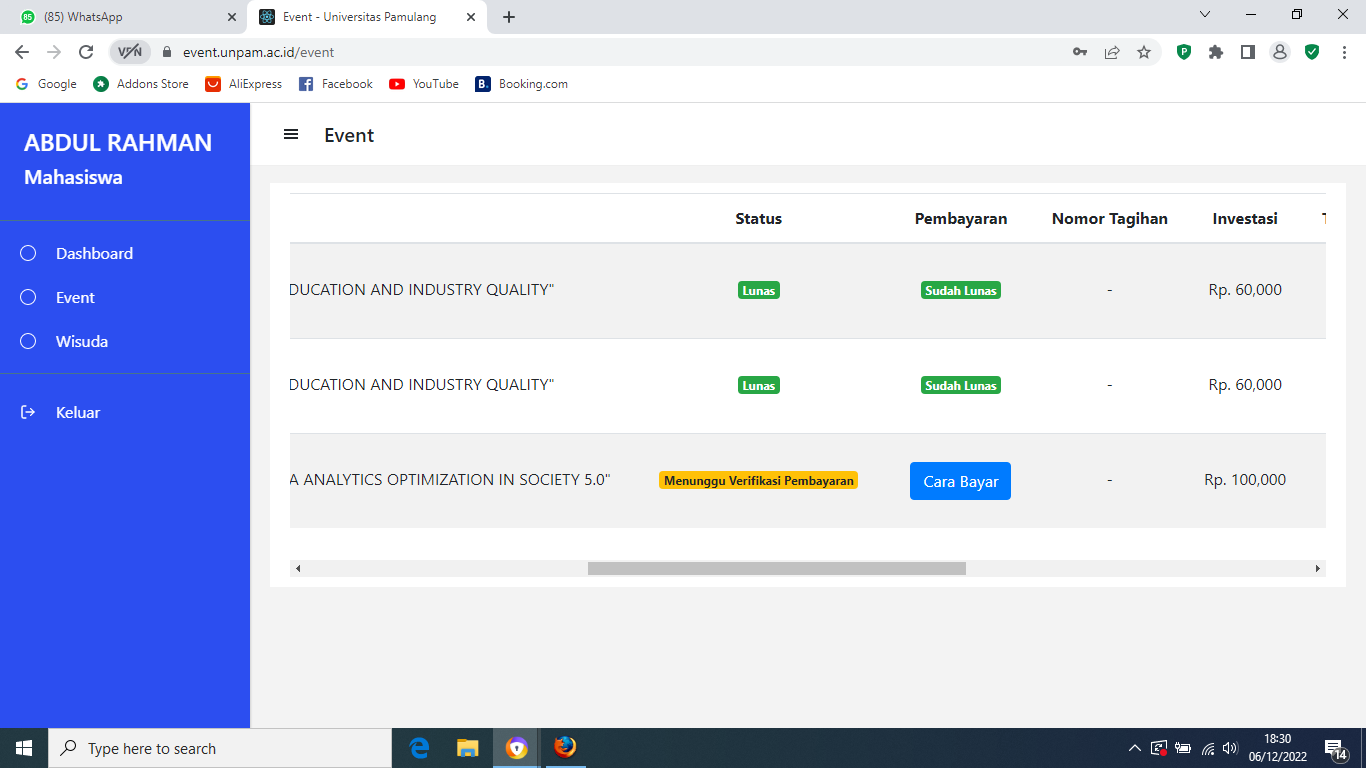 (85) WhatsApp
Event - Universitas Pamulang
VPN
event.unpam.ac.id/event
Google
Addons Store
AliExpress
Facebook
YouTube
Booking.com
ABDUL RAHMAN
Mahasiswa
Dashboard
Event
Wisuda
Keluar
Event
Status Pembayaran Nomor Tagihan Investasi
DUCATION AND INDUSTRY QUALITY" Lunas Sudah Lunas - Rp. 60,000
DUCATION AND INDUSTRY QUALITY" Lunas Sudah Lunas - Rp. 60,000
A ANALYTICS OPTIMIZATION IN SOCIETY 5.0" Menunggu Verifikasi Pembayaran Cara Bayar - Rp. 100,000
Type here to search
18:30
06/12/2022
14